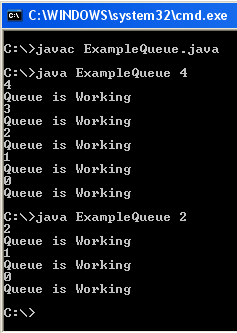 C:\WINDOWS\system32\cmd.exe
C:\>javac ExampleQueue.java
C:\>java ExampleQueue 4
4
Queue is Working
3
Queue is Working
2
Queue is Working
1
Queue is Working
0
Queue is Working
C:\>java ExampleQueue 2
2
Queue is Working
1
Queue is Working
0
Queue is Working
C:\>